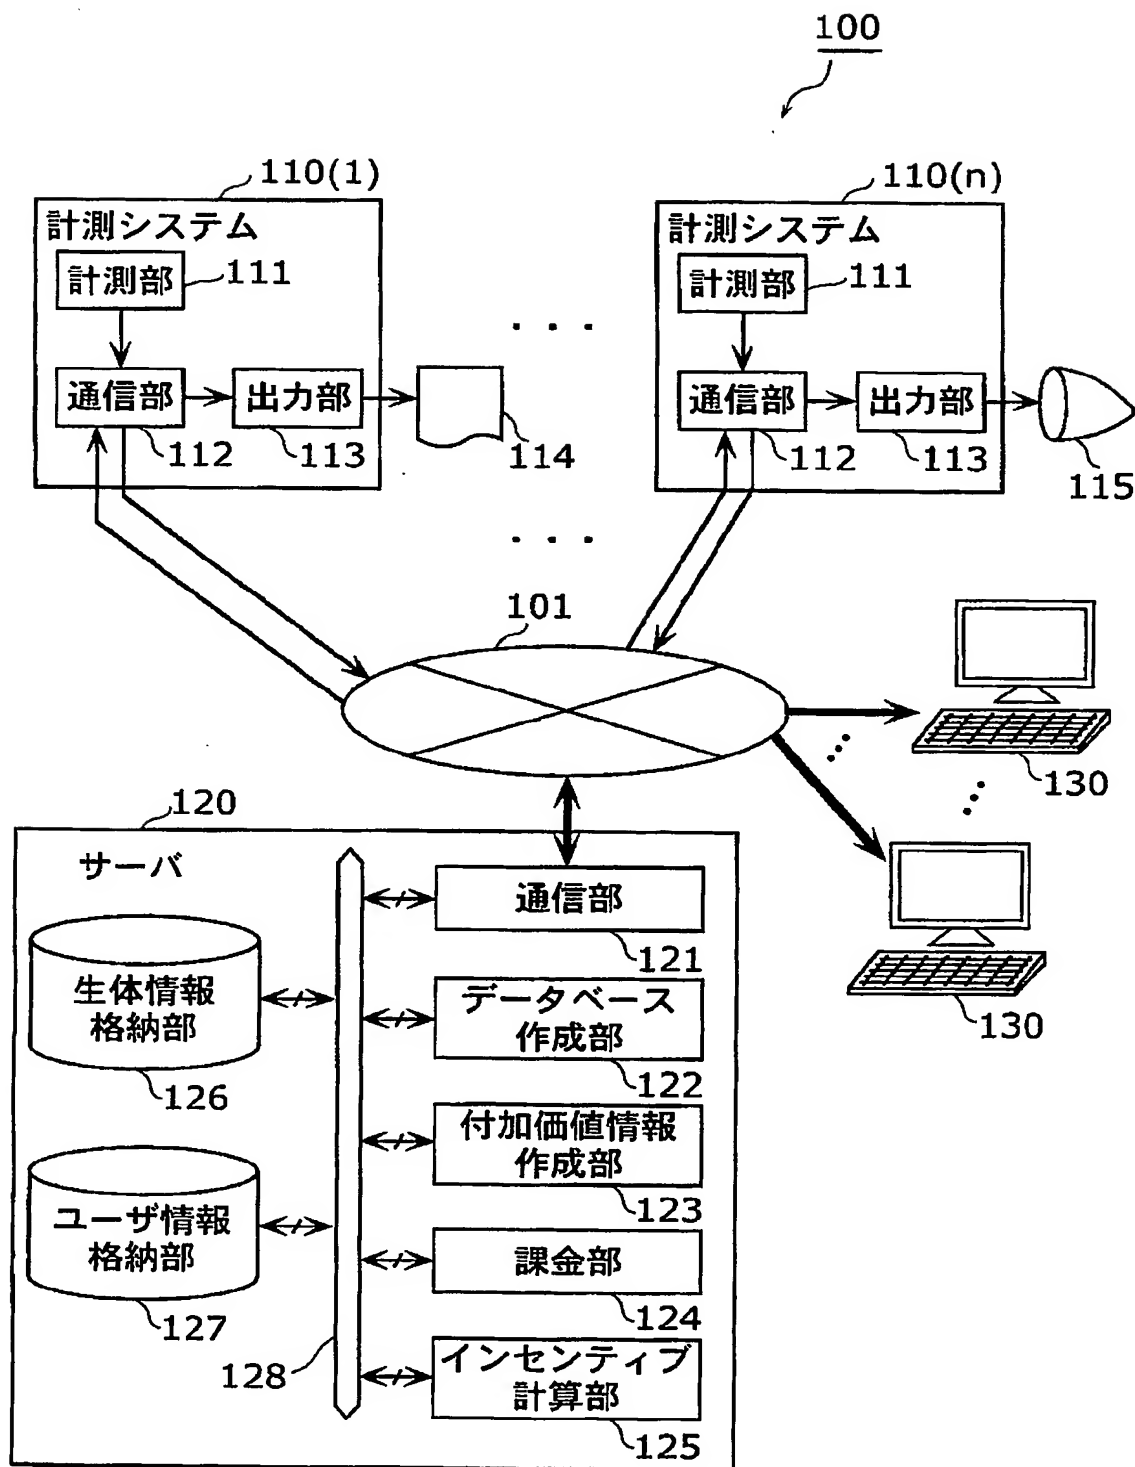 100
110(1)
計測システム
計測部
111
通信部
出力部
112
113
114
110(n)
計測システム
計測部
111
通信部
出力部
112
113
115
・・・
・・・
101
130
130
120
サーバ
生体情報
格納部
126
ユーザ情報
格納部
127
128
通信部
121
データベース
作成部
122
付加価値情報
作成部
123
課金部
124
インセンティブ
計算部
125